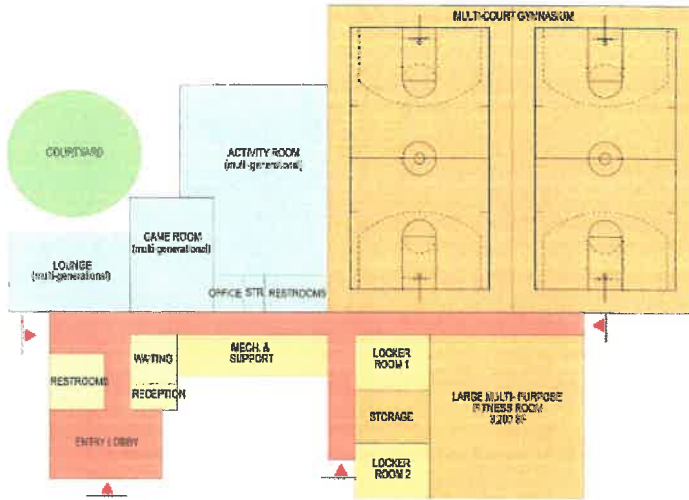 MULTI-COURT GYMNASIUM
COURTYARD
ACTIVITY ROOM
(multi-generational)
GAME ROOM
(multi-generational)
LOUNGE
(multi-generational)
OFFICE STR. RESTROOMS
WAITING
MECH. &
SUPPORT
LOCKER
ROOM 1
RESTROOMS
RECEPTION
LARGE MULTI-PURPOSE
FITNESS ROOM
3,200 SF
STORAGE
ENTRY LOBBY
LOCKER
ROOM 2